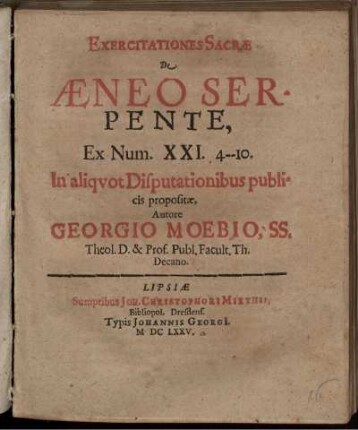 EXERCITATIONES SACRÆ
De
ÆNEO SER-
PENTE,
Ex Num. XXI. 4--10.
In aliqvot Disputationibus publi-
cis propositæ,
Autore
GEORGIO MOEBIO, SS.
Theol. D. & Prof. Publ. Facult. Th.
Decano.
LIPSIÆ
Sumptibus Joh. CHRISTOPHORI MIETHII,
Bibliopol. Dresdens.
Typis JOHANNIS GEORGI.
M DC LXXV.